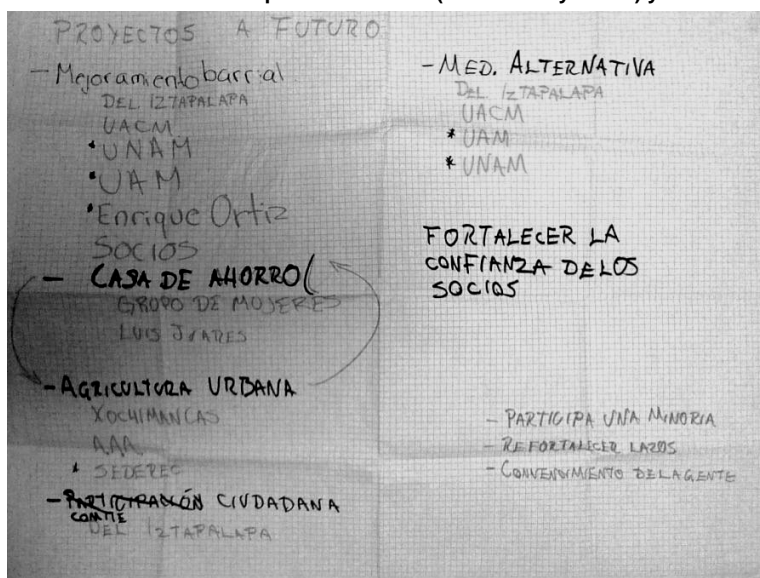 PROYECTOS A FUTURO
- Mejoramiento barrial
DEL IZTAPALAPA
UACM
* UNAM
* UAM
* Enrique Ortiz
SOCIOS
- CASA DE AHORRO
GRUPO DE MUJERES
LUIS JUARES
- AGRICULTURA URBANA
XOCHIMANCAS
AAA
* SEDEREC
- PARTICIPACIÓN CIUDADANA
COMITE
DEL IZTAPALAPA
- MED. ALTERNATIVA
DEL IZTAPALAPA
UACM
* UAM
* UNAM
FORTALECER LA
CONFIANZA DE LOS
SOCIOS
- PARTICIPA UNA MINORIA
- REFORTALECER LAZOS
- CONVENCIMIENTO DE LA GENTE